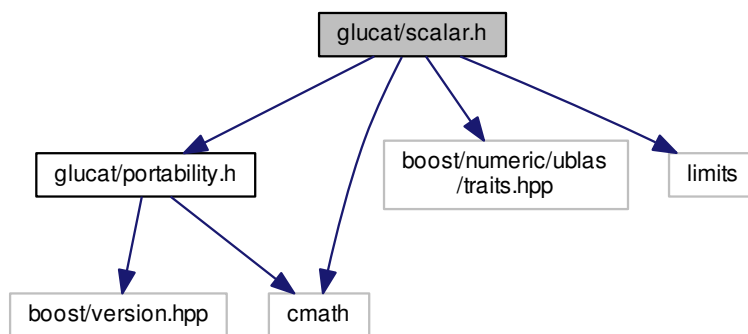 glucat/scalar.h
glucat/portability.h
boost/numeric/ublas
/traits.hpp
limits
boost/version.hpp
cmath